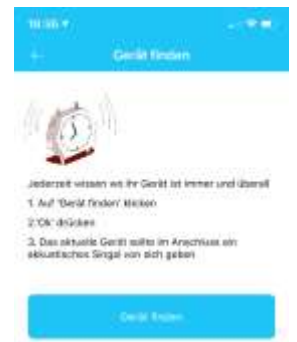 Gerät finden
Jederzeit wissen wo ihr Gerät ist immer und überall
1. Auf 'Gerät finden' klicken
2.'Ok' drücken
3. Das aktuelle Gerät sollte im Anschluss ein
akkustisches Singal von sich geben
Gerät finden